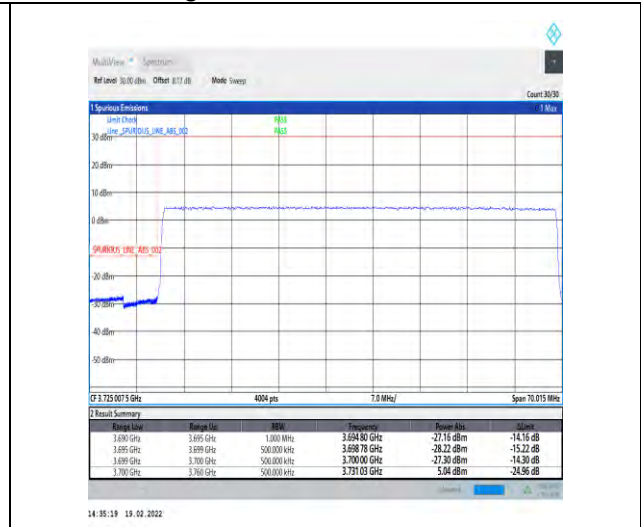 MultiView Spectrum
Ref Level 30.00 dBm Offset 8.17 dB Mode Sweep
Count 30/30
1 Spurious Emissions 1 Max
Limit Check PASS
Line _SPURIOUS_LINE_ABS_002 PASS
30 dBm
20 dBm
10 dBm
0 dBm
_SPURIOUS_LINE_ABS_002
-20 dBm
-30 dBm
-40 dBm
-50 dBm
CF 3.725 007 5 GHz 4004 pts 7.0 MHz/ Span 70.015 MHz
2 Result Summary
Range Low Range Up RBW Frequency Power Abs ΔLimit
3.690 GHz 3.695 GHz 1.000 MHz 3.694 80 GHz -27.16 dBm -14.16 dB
3.695 GHz 3.699 GHz 500.000 kHz 3.698 78 GHz -28.22 dBm -15.22 dB
3.699 GHz 3.700 GHz 500.000 kHz 3.700 00 GHz -27.30 dBm -14.30 dB
3.700 GHz 3.760 GHz 500.000 kHz 3.731 03 GHz 5.04 dBm -24.96 dB
14:35:19 19.02.2022